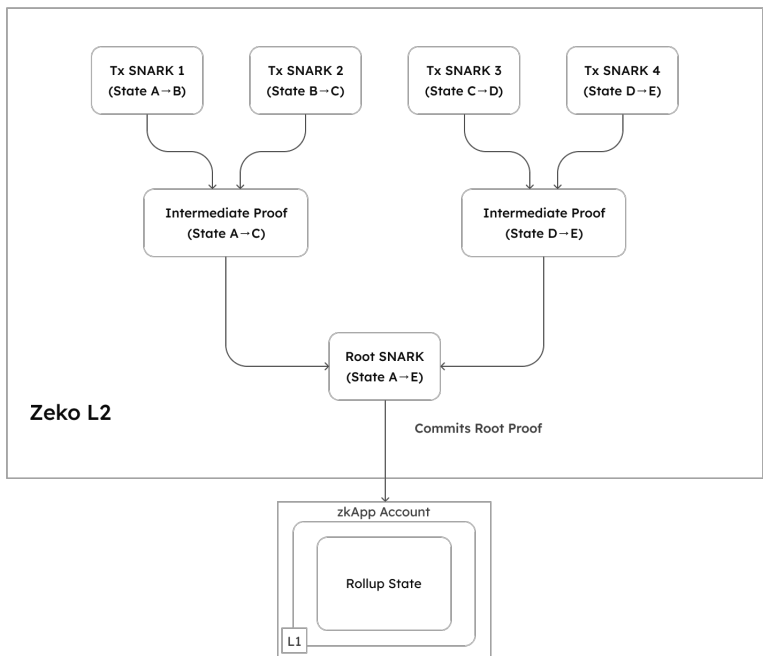 Tx SNARK 1
(State A→B)
Tx SNARK 2
(State B→C)
Tx SNARK 3
(State C→D)
Tx SNARK 4
(State D→E)
Intermediate Proof
(State A→C)
Intermediate Proof
(State D→E)
Root SNARK
(State A→E)
Zeko L2
Commits Root Proof
zkApp Account
Rollup State
L1